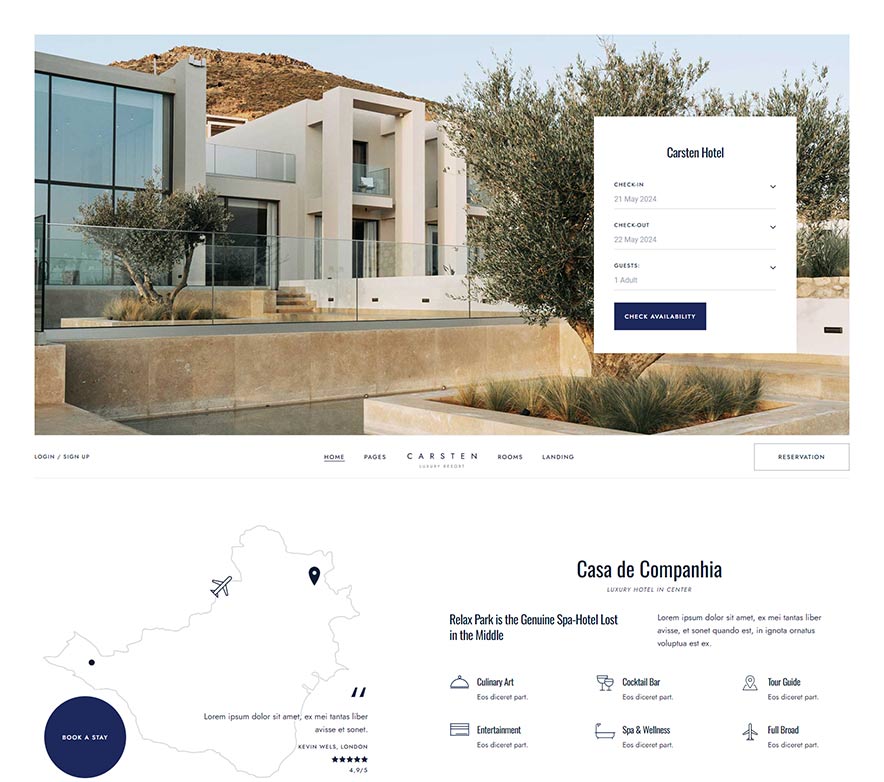 Carsten Hotel
CHECK-IN
21 May 2024
CHECK-OUT
22 May 2024
GUESTS:
1 Adult
CHECK AVAILABILITY
LOGIN / SIGN UP
HOME
PAGES
CARSTEN
LUXURY RESORT
ROOMS
LANDING
RESERVATION
Casa de Companhia
LUXURY HOTEL IN CENTER
Relax Park is the Genuine Spa-Hotel Lost
in the Middle
Lorem ipsum dolor sit amet, ex mei tantas liber
avisse, et sonet quando est, in ignota ornatus
voluptua est ex.
Culinary Art
Eos diceret part.
Cocktail Bar
Eos diceret part.
Tour Guide
Eos diceret part.
Entertainment
Eos diceret part.
Spa & Wellness
Eos diceret part.
Full Broad
Eos diceret part.
BOOK A STAY
"
Lorem ipsum dolor sit amet, ex mei tantas liber
avisse et sonet.
KEVIN WELS, LONDON
★★★★★
4,9/5